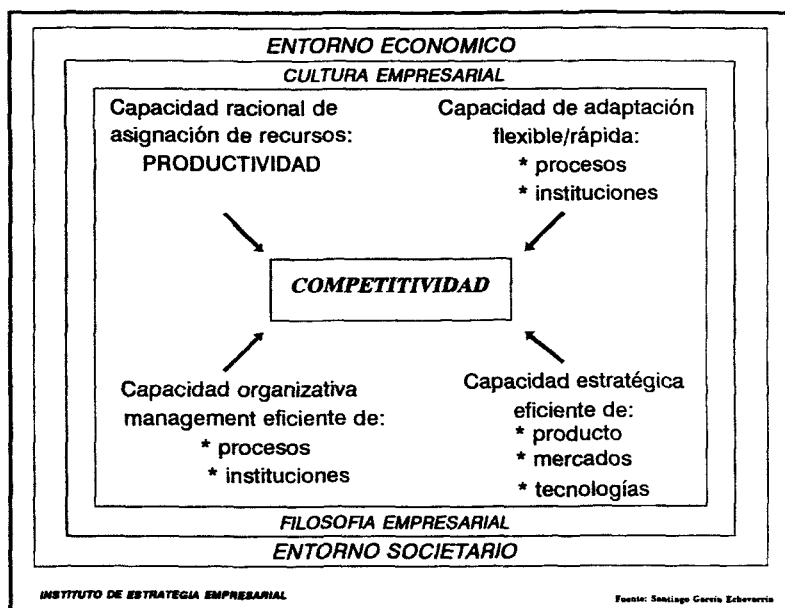 ENTORNO ECONOMICO
CULTURA EMPRESARIAL
Capacidad racional de
asignación de recursos:
PRODUCTIVIDAD
Capacidad de adaptación
flexible/rápida:
* procesos
* instituciones
COMPETITIVIDAD
Capacidad organizativa
management eficiente de:
* procesos
* instituciones
Capacidad estratégica
eficiente de:
* producto
* mercados
* tecnologías
FILOSOFIA EMPRESARIAL
ENTORNO SOCIETARIO
INSTITUTO DE ESTRATEGIA EMPRESARIAL
Fuente: Santiago García Echevarría